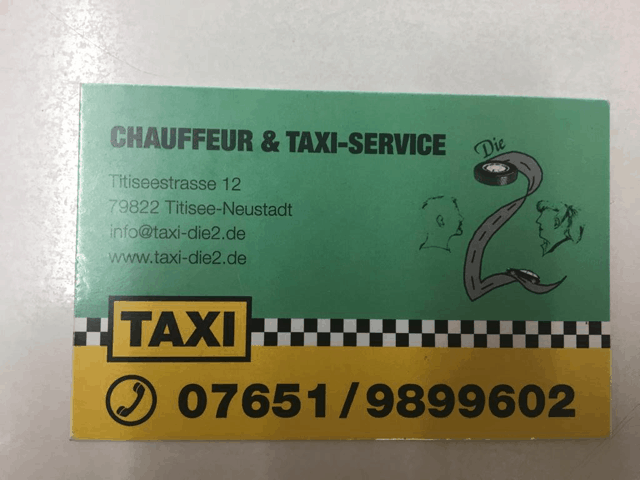 CHAUFFEUR & TAXI-SERVICE
Die 2
Titiseestrasse 12
79822 Titisee-Neustadt
info@taxi-die2.de
www.taxi-die2.de
TAXI
07651/9899602